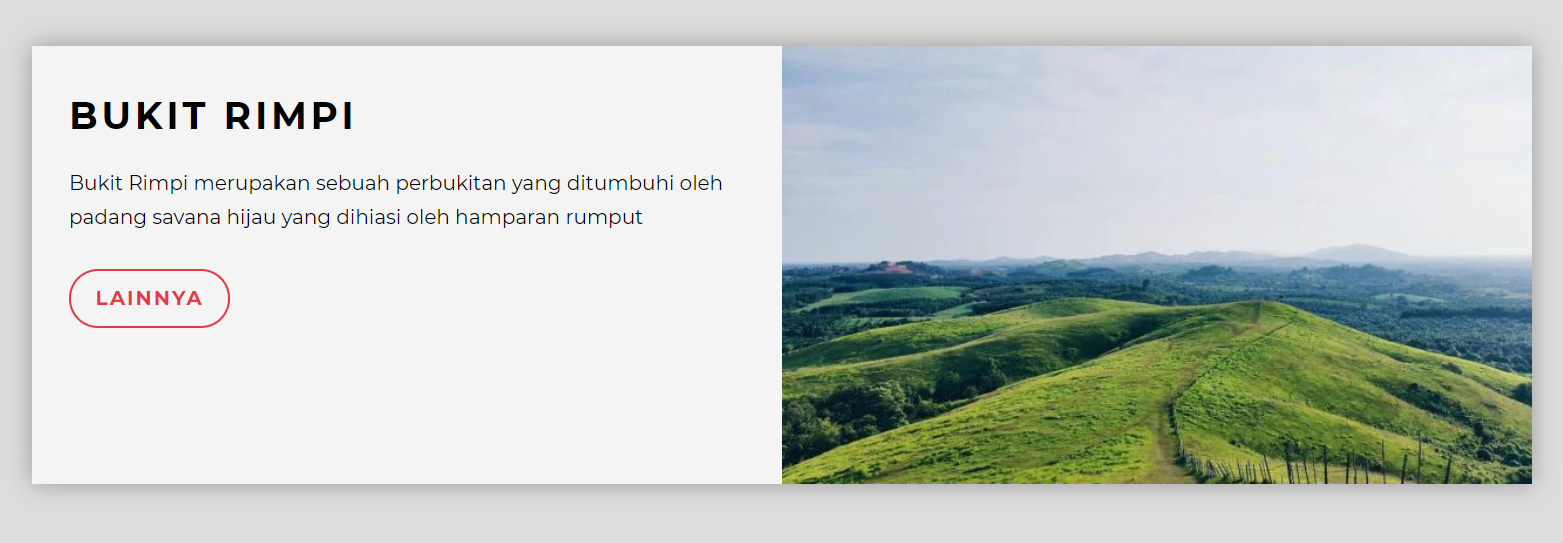 BUKIT RIMPI
Bukit Rimpi merupakan sebuah perbukitan yang ditumbuhi oleh
padang savana hijau yang dihiasi oleh hamparan rumput
LAINNYA